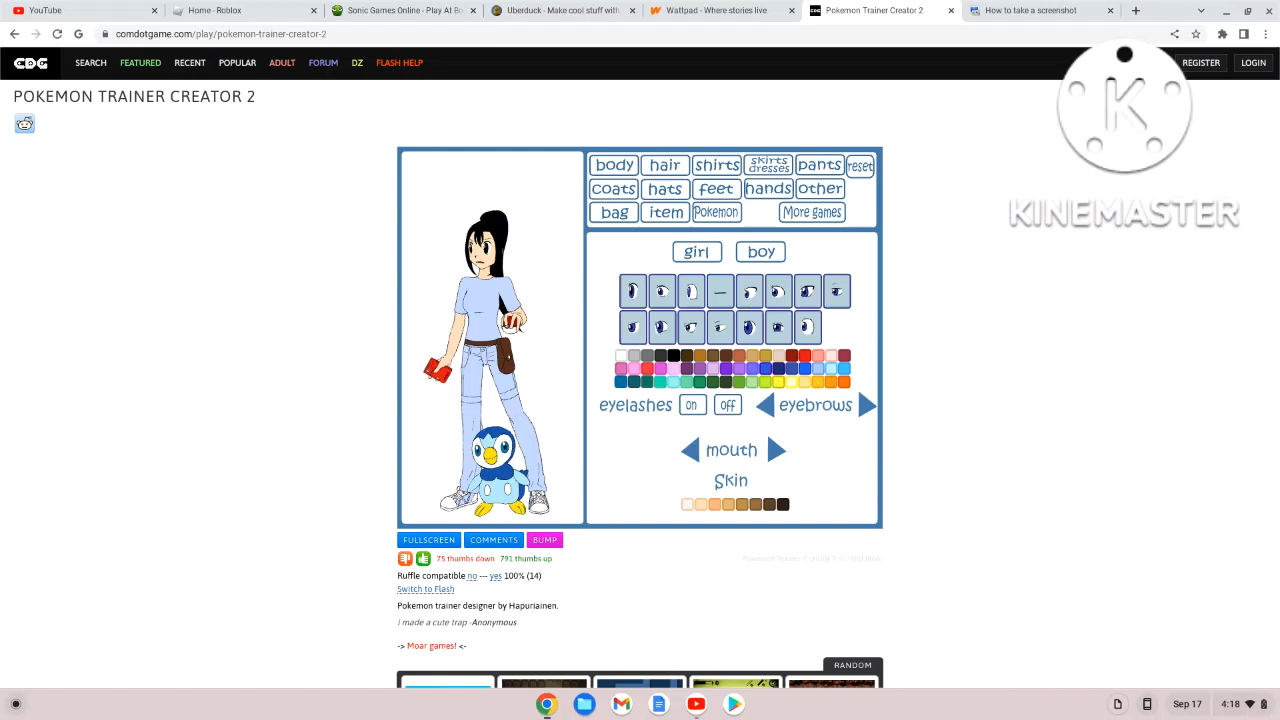 YouTube
Home - Roblox
Sonic Games Online - Play At Bo
Uberduck - Make cool stuff with
Wattpad - Where stories live
Pokemon Trainer Creator 2
How to take a screenshot
comdotgame.com/play/pokemon-trainer-creator-2
CDG SEARCH FEATURED RECENT POPULAR ADULT FORUM DZ FLASH HELP REGISTER LOGIN
POKEMON TRAINER CREATOR 2
K
KINEMASTER
body hair shirts skirts dresses pants reset
coats hats feet hands other
bag item Pokemon More games
girl boy
eyelashes on off eyebrows
mouth
Skin
FULLSCREEN COMMENTS BUMP
75 thumbs down 791 thumbs up
Ruffle compatible no --- yes 100% (14)
Switch to Flash
Pokemon trainer designer by Hapuriainen.
i made a cute trap -Anonymous
-> Moar games! <-
RANDOM
Sep 17 4:18